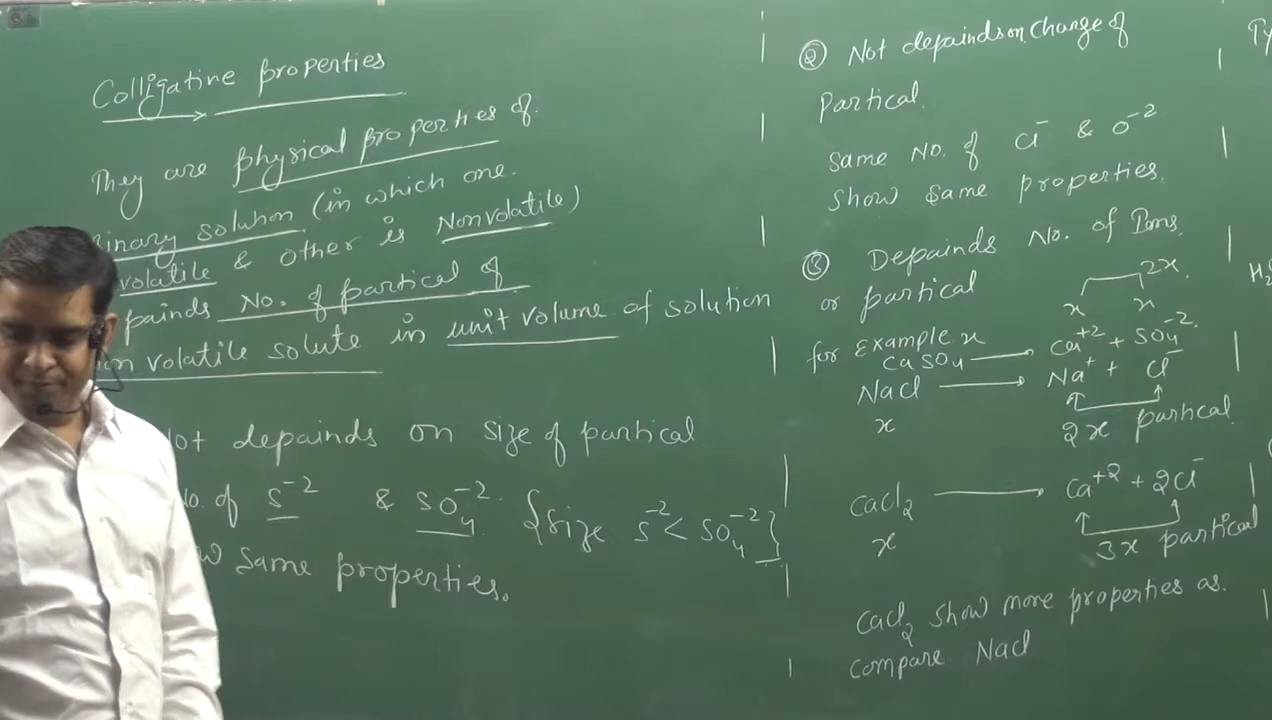 Colligative properties
They are physical properties of
inary solution (in which one
volatile & other is Nonvolatile)
painds No. of partical of
on volatile solute in unit volume of solution
ot depainds on size of partical
No. of S⁻² & SO₄⁻² {size S⁻² < SO₄⁻²}
w same properties.
② Not depainds on Change of
partical
same No. of Cl⁻ & O⁻²
show same properties.
③ Depainds No. of Ions.
or partical
2x
x x
for Example x
CaSO₄ → Ca⁺² + SO₄⁻²
NaCl → Na⁺ + Cl⁻
x 2x partical
CaCl₂ → Ca⁺² + 2Cl⁻
x 3x partical
CaCl₂ show more properties as.
compare NaCl
Ty
H₂